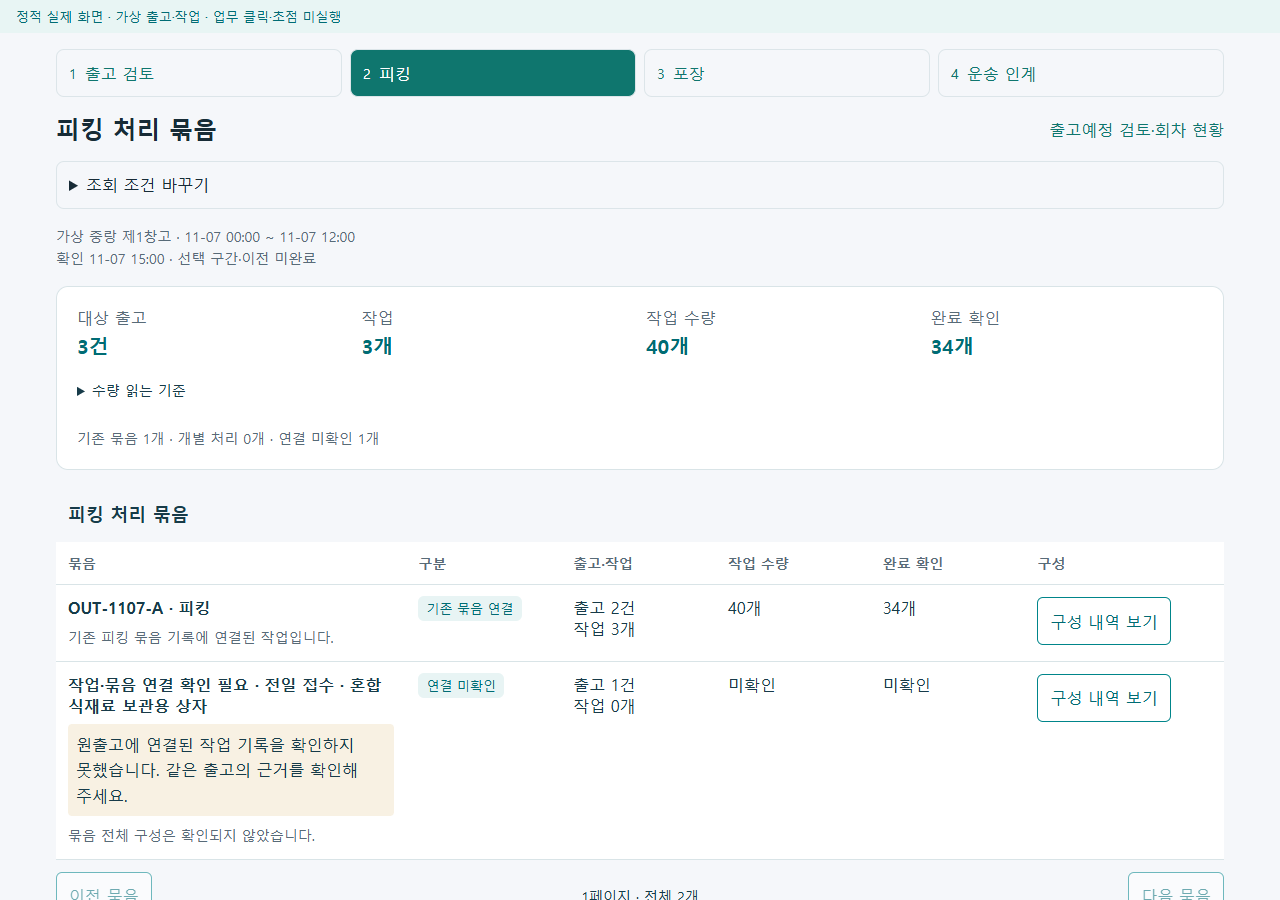 정적 실제 화면 · 가상 출고·작업 · 업무 클릭·초점 미실행
1 출고 검토
2 피킹
3 포장
4 운송 인계
피킹 처리 묶음
출고예정 검토·회차 현황
▶ 조회 조건 바꾸기
가상 중랑 제1창고 · 11-07 00:00 ~ 11-07 12:00
확인 11-07 15:00 · 선택 구간·이전 미완료
대상 출고
3건
작업
3개
작업 수량
40개
완료 확인
34개
▶ 수량 읽는 기준
기존 묶음 1개 · 개별 처리 0개 · 연결 미확인 1개
피킹 처리 묶음
묶음 구분 출고·작업 작업 수량 완료 확인 구성
OUT-1107-A · 피킹
기존 피킹 묶음 기록에 연결된 작업입니다.
기존 묶음 연결
출고 2건
작업 3개
40개
34개
구성 내역 보기
작업·묶음 연결 확인 필요 · 전일 접수 · 혼합
식재료 보관용 상자
원출고에 연결된 작업 기록을 확인하지
못했습니다. 같은 출고의 근거를 확인해
주세요.
묶음 전체 구성은 확인되지 않았습니다.
연결 미확인
출고 1건
작업 0개
미확인
미확인
구성 내역 보기
이전 묶음
1페이지 · 전체 2개
다음 묶음